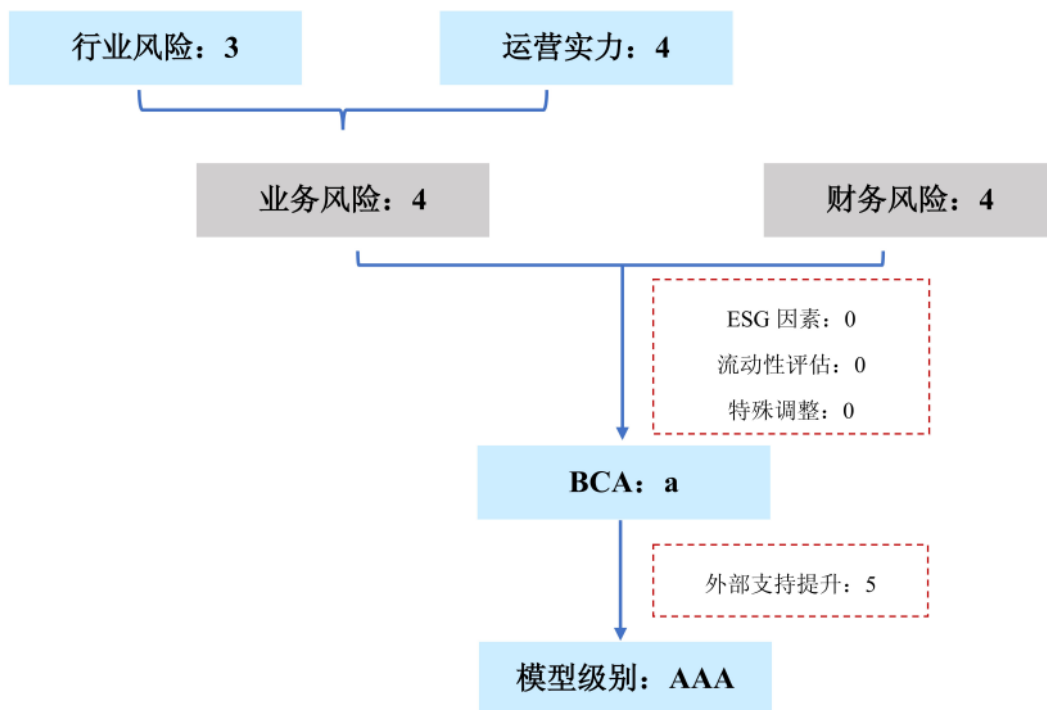 行业风险：3
运营实力：4
业务风险：4
财务风险：4
ESG 因素：0
流动性评估：0
特殊调整：0
BCA：a
外部支持提升：5
模型级别：AAA